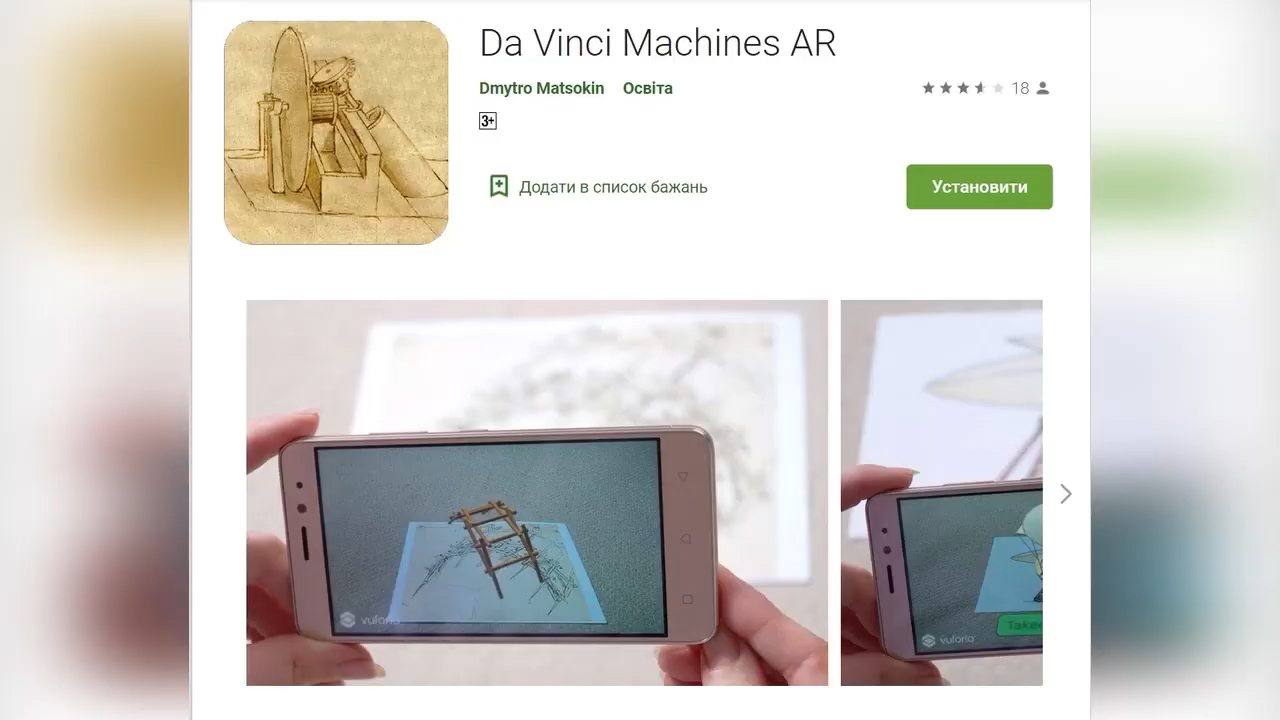 Da Vinci Machines AR
Dmytro Matsokin Освіта
18
3+
Додати в список бажань
Установити
vuforia
vuforia